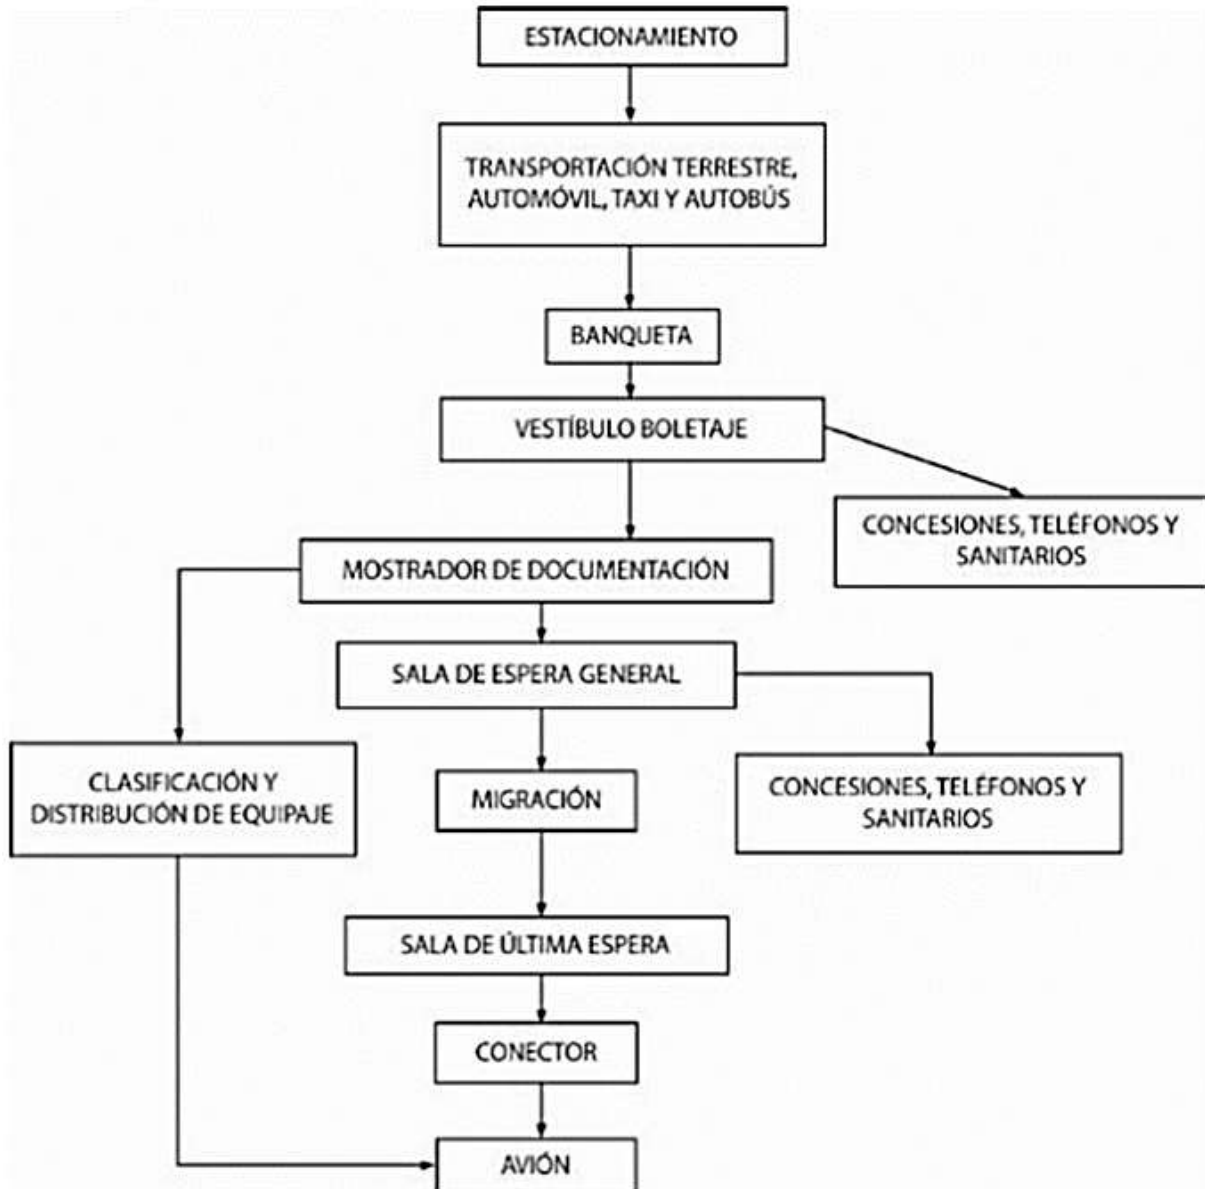 ESTACIONAMIENTO
TRANSPORTACIÓN TERRESTRE,
AUTOMÓVIL, TAXI Y AUTOBÚS
BANQUETA
VESTÍBULO BOLETAJE
CONCESIONES, TELÉFONOS Y
SANITARIOS
MOSTRADOR DE DOCUMENTACIÓN
SALA DE ESPERA GENERAL
CLASIFICACIÓN Y
DISTRIBUCIÓN DE EQUIPAJE
MIGRACIÓN
CONCESIONES, TELÉFONOS Y
SANITARIOS
SALA DE ÚLTIMA ESPERA
CONECTOR
AVIÓN